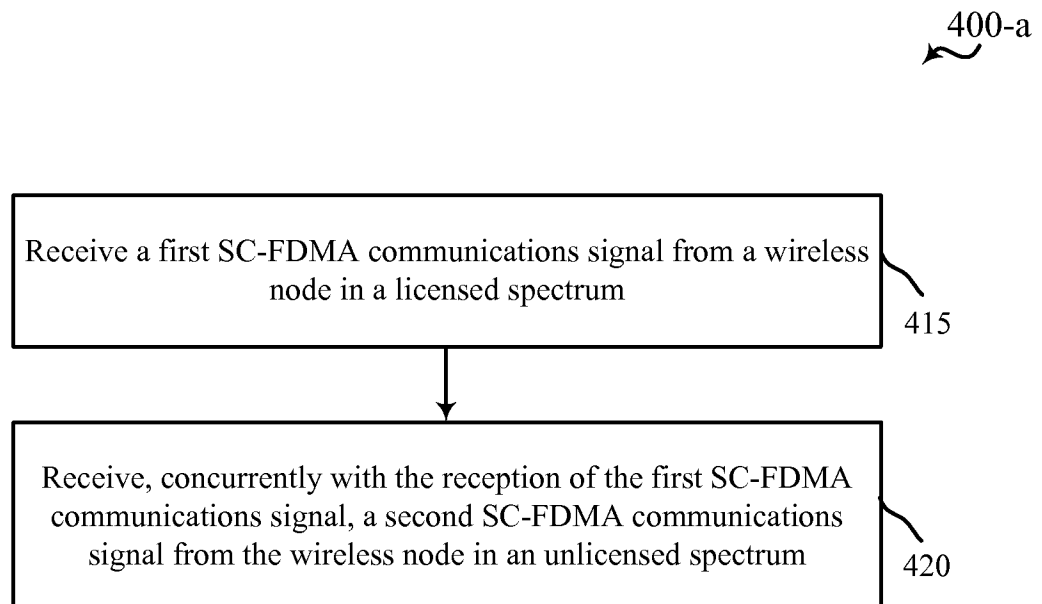 400-a
Receive a first SC-FDMA communications signal from a wireless
node in a licensed spectrum
415
Receive, concurrently with the reception of the first SC-FDMA
communications signal, a second SC-FDMA communications
signal from the wireless node in an unlicensed spectrum
420